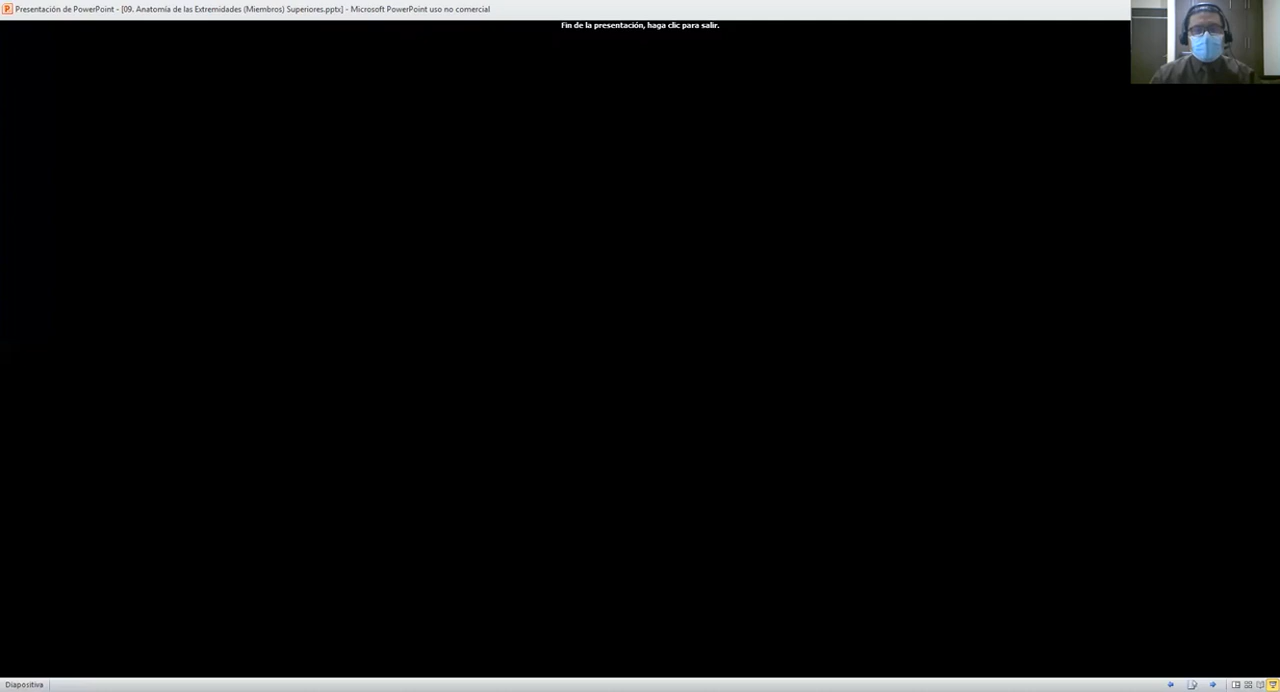 Presentación de PowerPoint - [09. Anatomía de las Extremidades (Miembros) Superiores.pptx] - Microsoft PowerPoint uso no comercial
Fin de la presentación, haga clic para salir.
Diapositiva